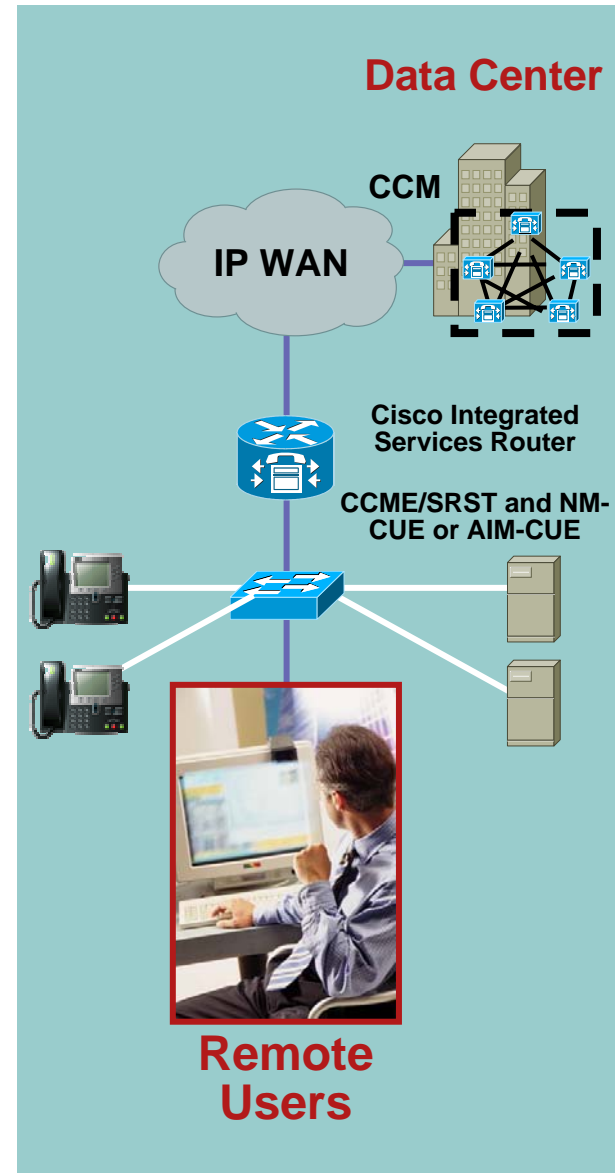 Data Center
CCM
IP WAN
Cisco Integrated
Services Router
CCME/SRST and NM-
CUE or AIM-CUE
Remote
Users